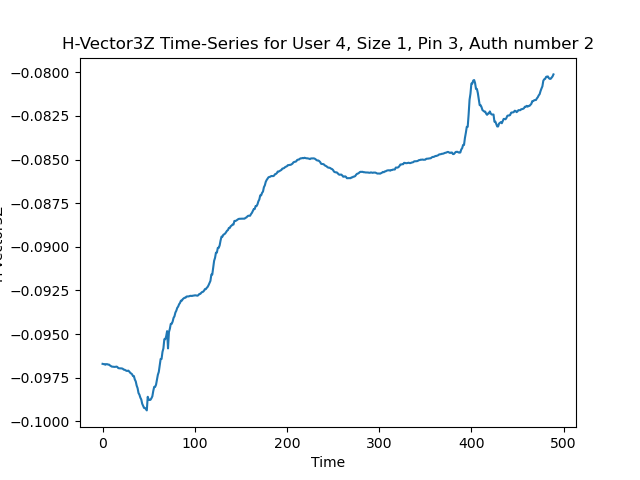 H-Vector3Z Time-Series for User 4, Size 1, Pin 3, Auth number 2
−0.0800
−0.0825
−0.0850
−0.0875
−0.0900
−0.0925
−0.0950
−0.0975
−0.1000
H-Vector3Z
0 100 200 300 400 500
Time